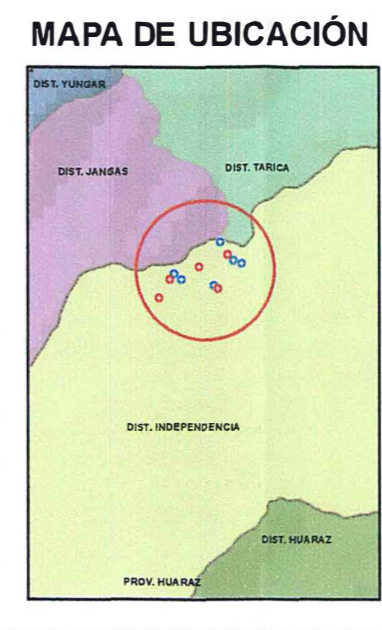 MAPA DE UBICACIÓN
DIST. YUNGAR
DIST. JANGAS
DIST. TARICA
DIST. INDEPENDENCIA
DIST. HUARAZ
PROV. HUARAZ